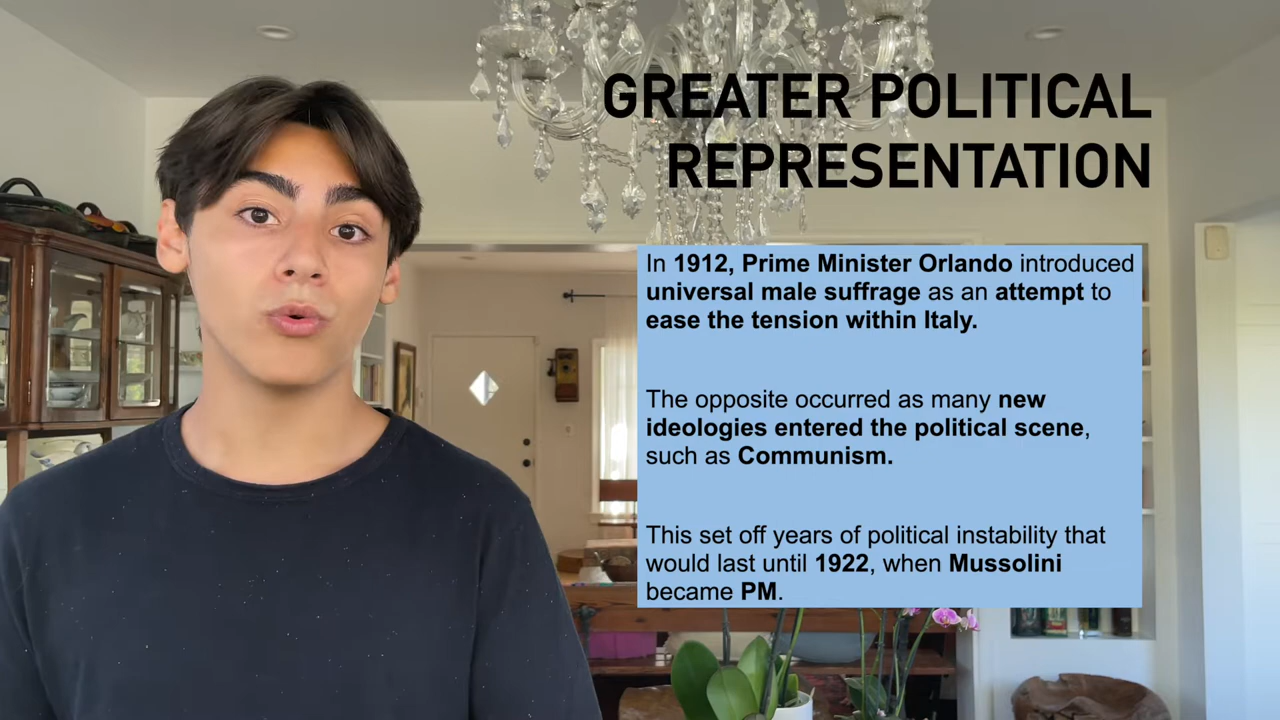 GREATER POLITICAL
REPRESENTATION
In 1912, Prime Minister Orlando introduced
universal male suffrage as an attempt to
ease the tension within Italy.
The opposite occurred as many new
ideologies entered the political scene,
such as Communism.
This set off years of political instability that
would last until 1922, when Mussolini
became PM.